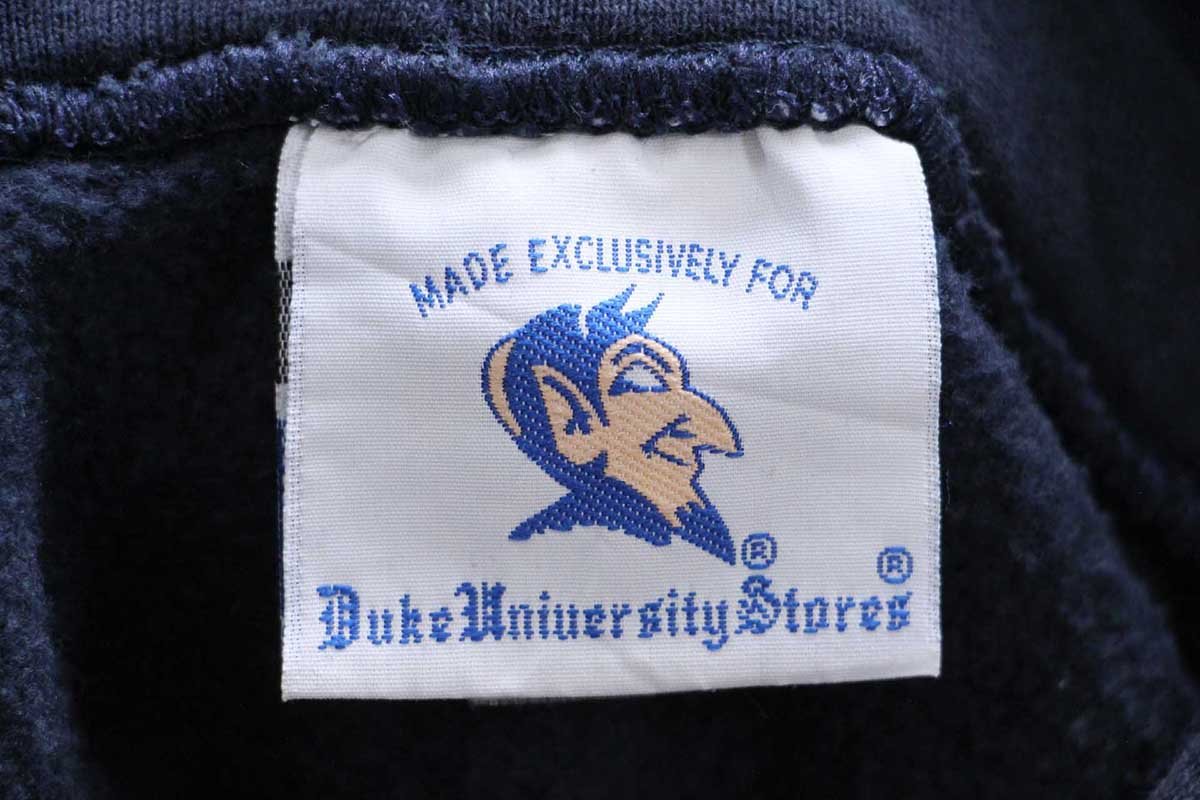 MADE EXCLUSIVELY FOR
®
®
Duke University Stores